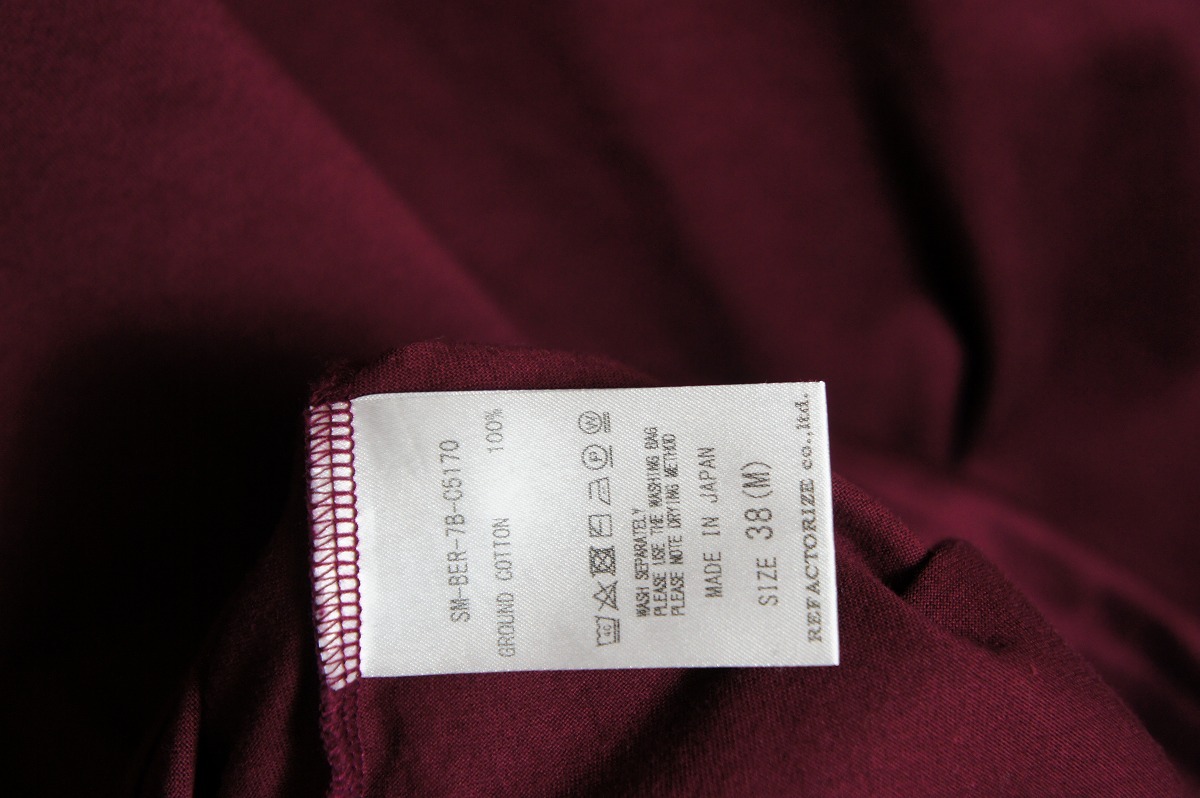 SM-BER-7B-C5170
GROUND COTTON 100%
40 P W
WASH SEPARATELY
PLEASE USE THE WASHING BAG
PLEASE NOTE DRYING METHOD
MADE IN JAPAN
SIZE 38(M)
REFACTORIZE co.,ltd.